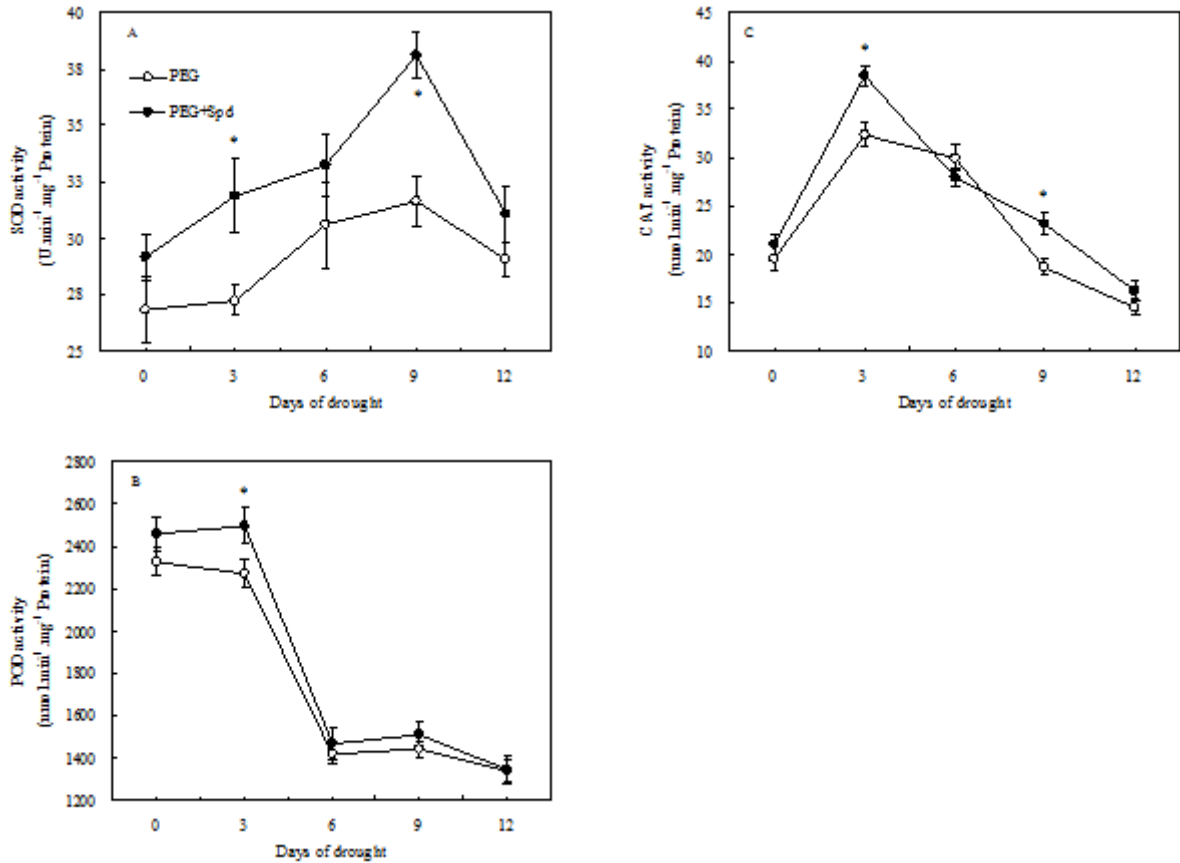 A
PEG
PEG+Spd
40
38
35
33
30
28
25
SOD activity
(U.min⁻¹.mg⁻¹ Protein)
0 3 6 9 12
Days of drought
*
*
C
45
40
35
30
25
20
15
10
CAT activity
(nmol.min⁻¹.mg⁻¹ Protein)
0 3 6 9 12
Days of drought
*
*
B
2800
2600
2400
2200
2000
1800
1600
1400
1200
POD activity
(nmol.min⁻¹.mg⁻¹ Protein)
0 3 6 9 12
Days of drought
*